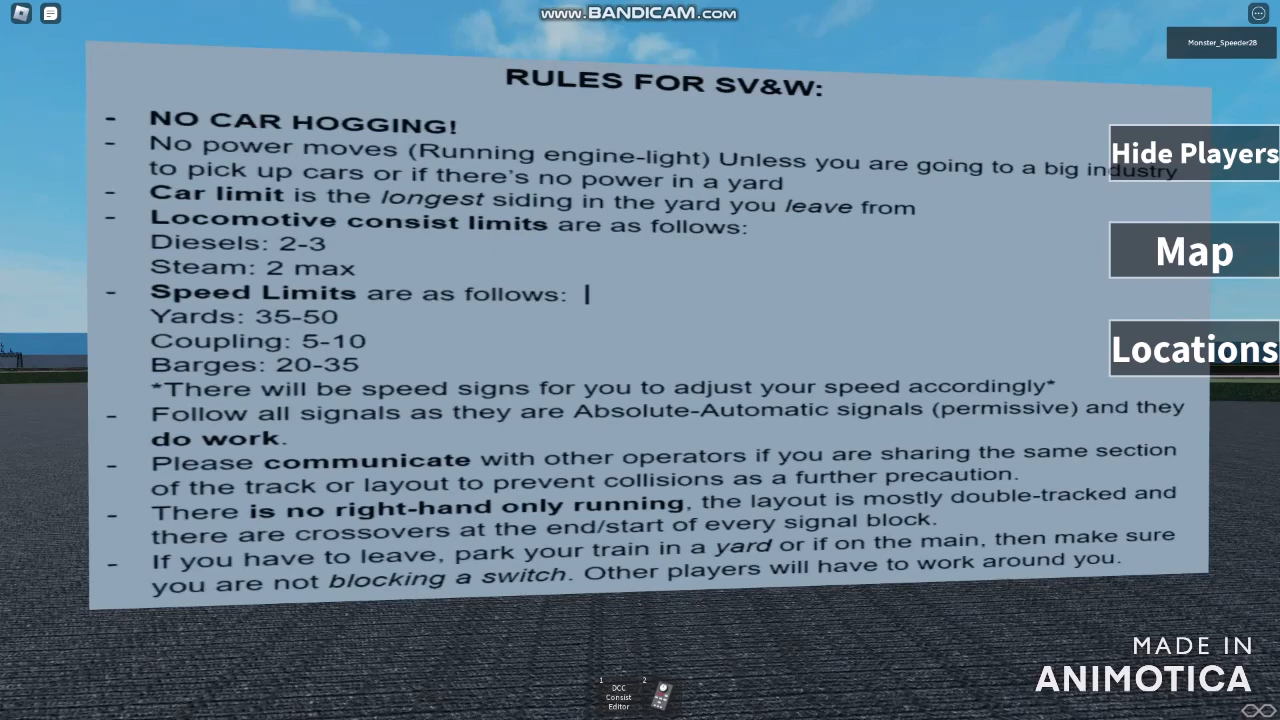 www.BANDICAM.com
Monster_Speeder28
RULES FOR SV&W:
- NO CAR HOGGING!
- No power moves (Running engine-light) Unless you are going to a big industry
to pick up cars or if there's no power in a yard
- Car limit is the longest siding in the yard you leave from
- Locomotive consist limits are as follows:
Diesels: 2-3
Steam: 2 max
- Speed Limits are as follows: |
Yards: 35-50
Coupling: 5-10
Barges: 20-35
*There will be speed signs for you to adjust your speed accordingly*
- Follow all signals as they are Absolute-Automatic signals (permissive) and they
do work.
- Please communicate with other operators if you are sharing the same section
of the track or layout to prevent collisions as a further precaution.
- There is no right-hand only running, the layout is mostly double-tracked and
there are crossovers at the end/start of every signal block.
- If you have to leave, park your train in a yard or if on the main, then make sure
you are not blocking a switch. Other players will have to work around you.
Hide Players
Map
Locations
1
DCC
Consist
Editor
2
MADE IN
ANIMOTICA